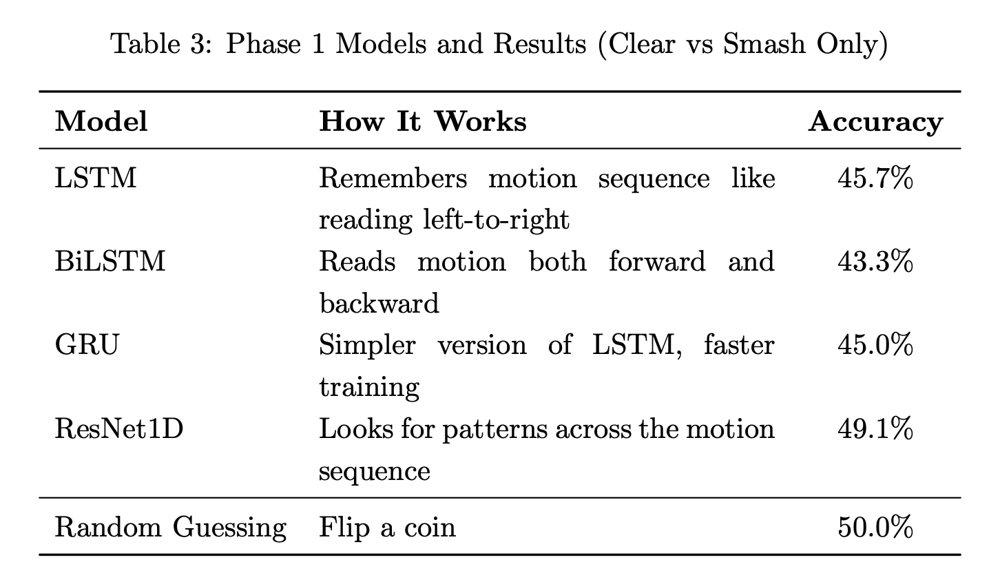 Table 3: Phase 1 Models and Results (Clear vs Smash Only)
Model How It Works Accuracy
LSTM Remembers motion sequence like 45.7%
reading left-to-right
BiLSTM Reads motion both forward and 43.3%
backward
GRU Simpler version of LSTM, faster 45.0%
training
ResNet1D Looks for patterns across the motion 49.1%
sequence
Random Guessing Flip a coin 50.0%